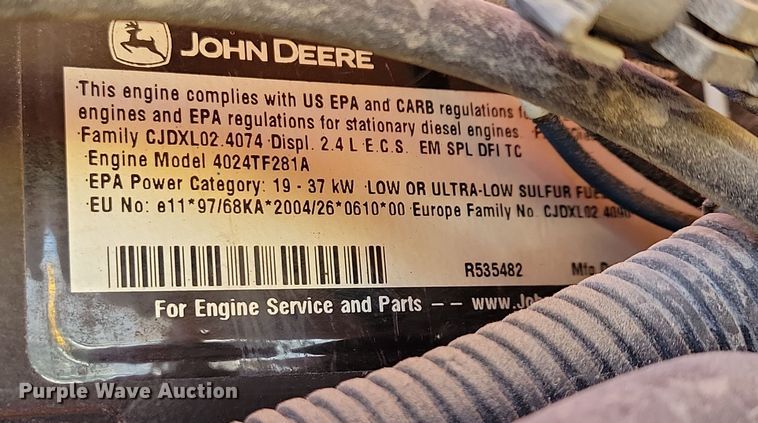 JOHN DEERE
·This engine complies with US EPA and CARB regulations
engines and EPA regulations for stationary diesel engines.
·Family CJDXL02.4074 ·Displ. 2.4 L ·E.C.S. EM SPL DFI TC
·Engine Model 4024TF281A
·EPA Power Category: 19 - 37 kW ·LOW OR ULTRA-LOW SULFUR
·EU No: e11*97/68KA*2004/26*0610*00 ·Europe Family No. CJDXL02.4090
R535482
For Engine Service and Parts – – www.
Purple Wave Auction